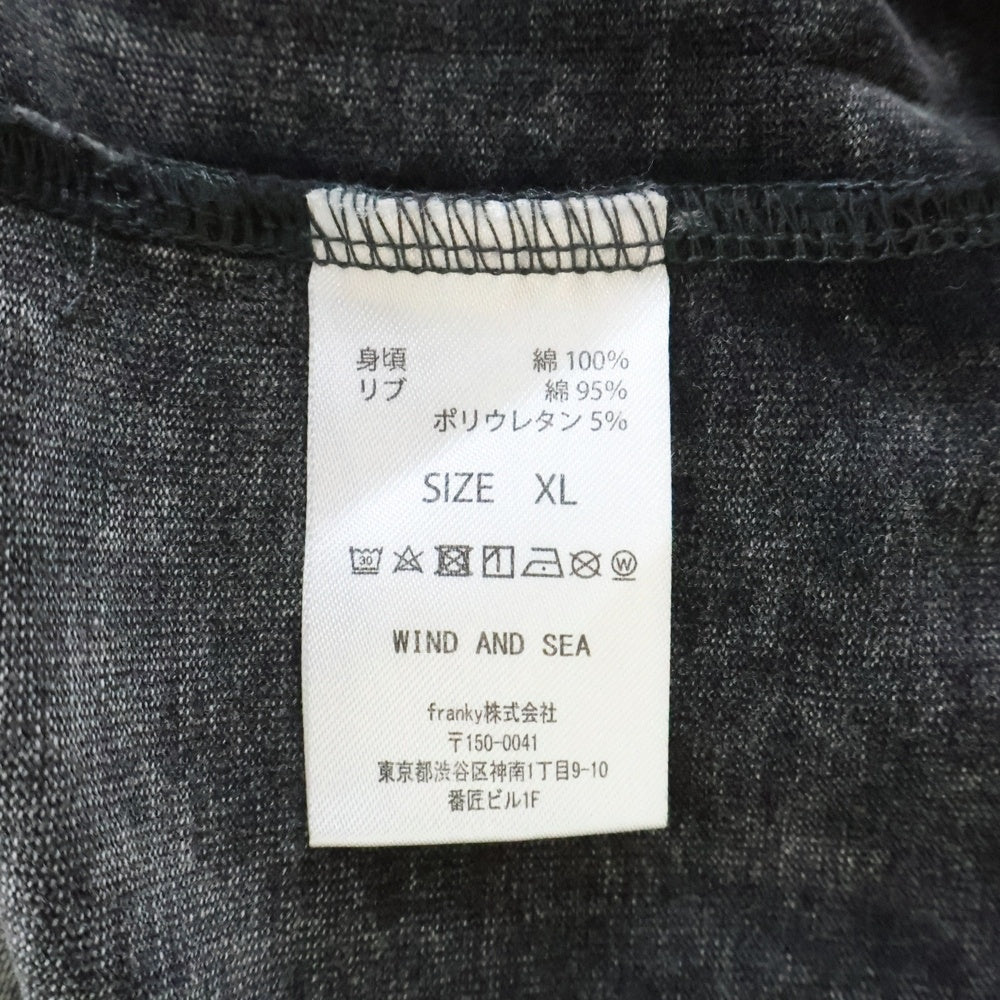 身頃 綿 100%
リブ 綿 95%
ポリウレタン 5%
SIZE XL
30 W
WIND AND SEA
franky株式会社
〒150-0041
東京都渋谷区神南1丁目9-10
番匠ビル1F